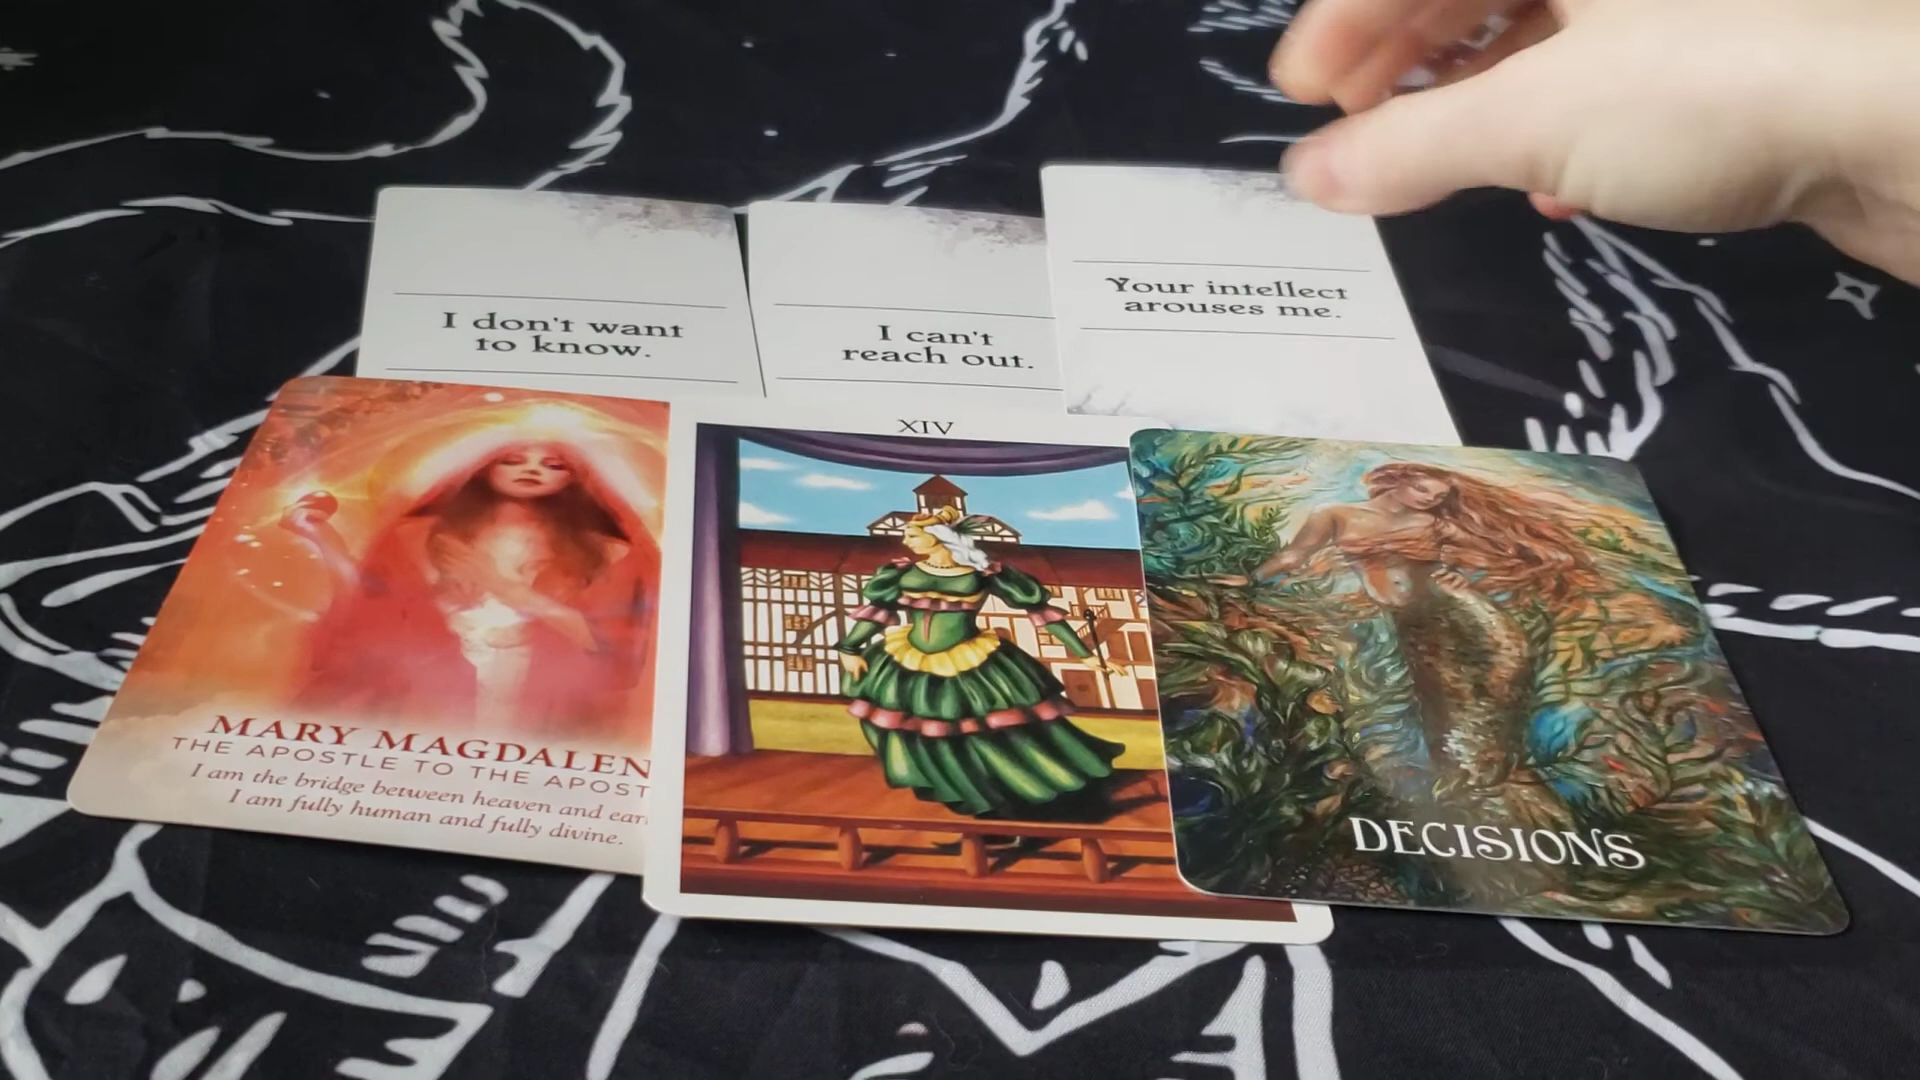 I don't want
to know.
I can't
reach out.
Your intellect
arouses me.
MARY MAGDALEN
THE APOSTLE TO THE APOST
I am the bridge between heaven and ear
I am fully human and fully divine.
XIV
DECISIONS